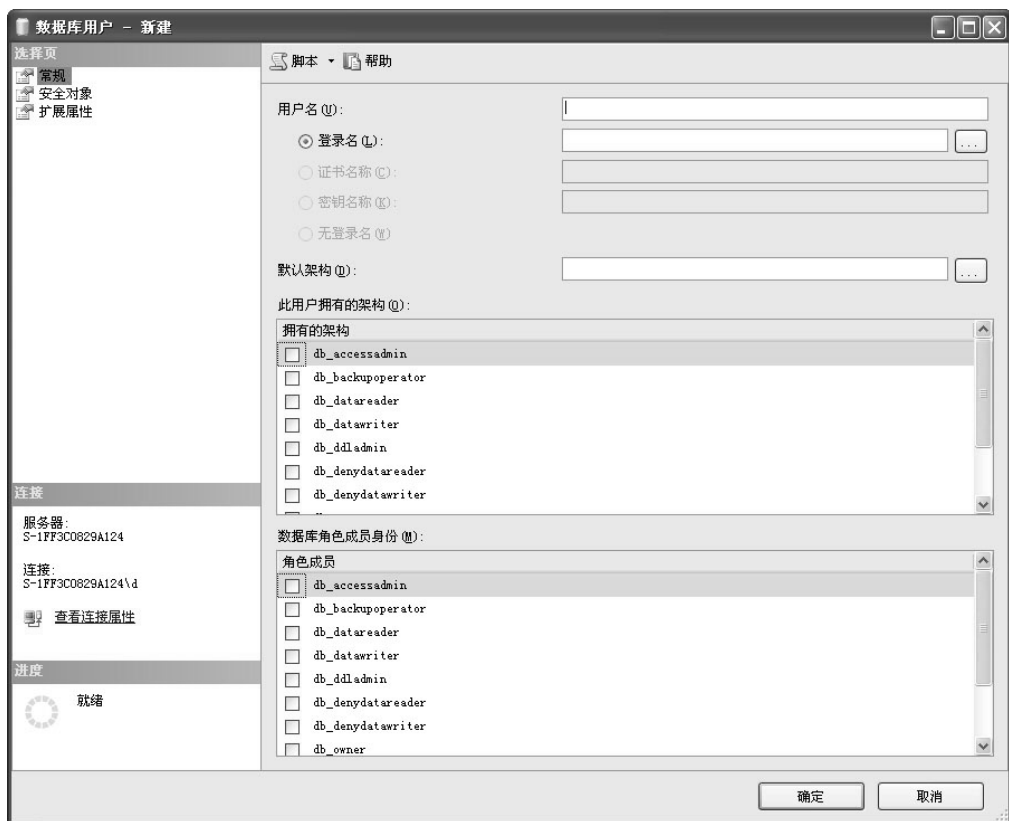 数据库用户 - 新建
选择页
常规
安全对象
扩展属性
脚本 帮助
用户名(U):
登录名(L): ...
证书名称(C):
密钥名称(K):
无登录名(W)
默认架构(D): ...
此用户拥有的架构(O):
拥有的架构
db_accessadmin
db_backupoperator
db_datareader
db_datawriter
db_ddladmin
db_denydatareader
db_denydatawriter
数据库角色成员身份(M):
角色成员
db_accessadmin
db_backupoperator
db_datareader
db_datawriter
db_ddladmin
db_denydatareader
db_denydatawriter
db_owner
连接
服务器:
S-1FF3C0829A124
连接:
S-1FF3C0829A124\d
查看连接属性
进度
就绪
确定 取消